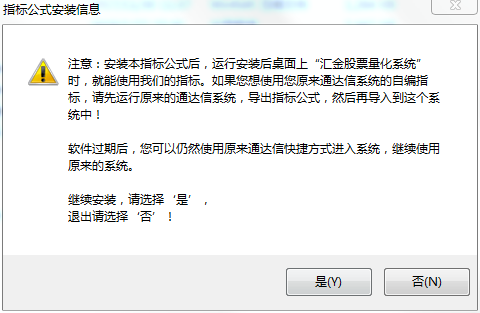 指标公式安装信息
注意：安装本指标公式后，运行安装后桌面上“汇金股票量化系统”
时，就能使用我们的指标。如果您想使用您原来通达信系统的自编指
标，请先运行原来的通达信系统，导出指标公式，然后再导入到这个系
统中！
软件过期后，您可以仍然使用原来通达信快捷方式进入系统，继续使用
原来的系统。
继续安装，请选择‘是’，
退出请选择‘否’！
是(Y)
否(N)